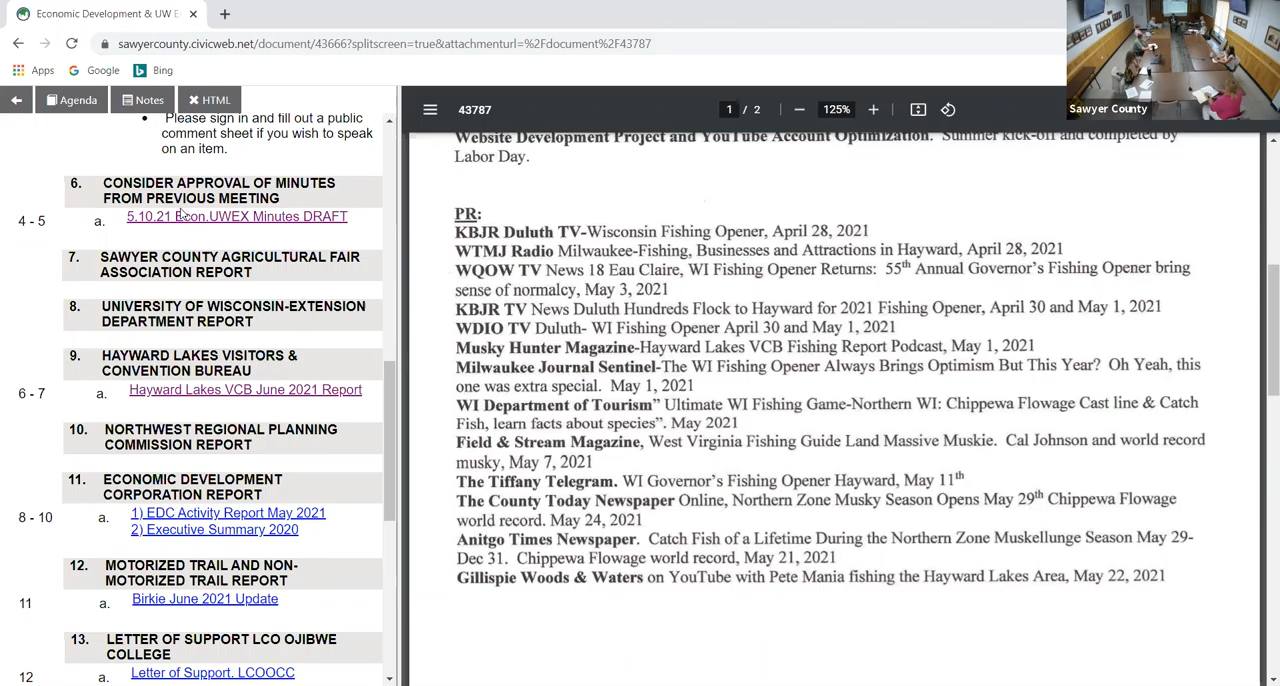 Economic Development & UW E
sawyercounty.civicweb.net/document/43666?splitscreen=true&attachmenturl=%2Fdocument%2F43787
Apps Google Bing
Sawyer County
Agenda Notes HTML
43787 1 / 2 125%
Please sign in and fill out a public
comment sheet if you wish to speak
on an item.
6. CONSIDER APPROVAL OF MINUTES
FROM PREVIOUS MEETING
4 - 5 a. 5.10.21 Econ.UWEX Minutes DRAFT
7. SAWYER COUNTY AGRICULTURAL FAIR
ASSOCIATION REPORT
8. UNIVERSITY OF WISCONSIN-EXTENSION
DEPARTMENT REPORT
9. HAYWARD LAKES VISITORS &
CONVENTION BUREAU
6 - 7 a. Hayward Lakes VCB June 2021 Report
10. NORTHWEST REGIONAL PLANNING
COMMISSION REPORT
11. ECONOMIC DEVELOPMENT
CORPORATION REPORT
8 - 10 a. 1) EDC Activity Report May 2021
2) Executive Summary 2020
12. MOTORIZED TRAIL AND NON-
MOTORIZED TRAIL REPORT
11 a. Birkie June 2021 Update
13. LETTER OF SUPPORT LCO OJIBWE
COLLEGE
12 a. Letter of Support. LCOOCC
Website Development Project and YouTube Account Optimization. Summer kick-off and completed by
Labor Day.
PR:
KBJR Duluth TV-Wisconsin Fishing Opener, April 28, 2021
WTMJ Radio Milwaukee-Fishing, Businesses and Attractions in Hayward, April 28, 2021
WQOW TV News 18 Eau Claire, WI Fishing Opener Returns: 55th Annual Governor's Fishing Opener bring
sense of normalcy, May 3, 2021
KBJR TV News Duluth Hundreds Flock to Hayward for 2021 Fishing Opener, April 30 and May 1, 2021
WDIO TV Duluth- WI Fishing Opener April 30 and May 1, 2021
Musky Hunter Magazine-Hayward Lakes VCB Fishing Report Podcast, May 1, 2021
Milwaukee Journal Sentinel-The WI Fishing Opener Always Brings Optimism But This Year? Oh Yeah, this
one was extra special. May 1, 2021
WI Department of Tourism" Ultimate WI Fishing Game-Northern WI: Chippewa Flowage Cast line & Catch
Fish, learn facts about species". May 2021
Field & Stream Magazine, West Virginia Fishing Guide Land Massive Muskie. Cal Johnson and world record
musky, May 7, 2021
The Tiffany Telegram. WI Governor's Fishing Opener Hayward, May 11th
The County Today Newspaper Online, Northern Zone Musky Season Opens May 29th Chippewa Flowage
world record. May 24, 2021
Anitgo Times Newspaper. Catch Fish of a Lifetime During the Northern Zone Muskellunge Season May 29-
Dec 31. Chippewa Flowage world record, May 21, 2021
Gillispie Woods & Waters on YouTube with Pete Mania fishing the Hayward Lakes Area, May 22, 2021